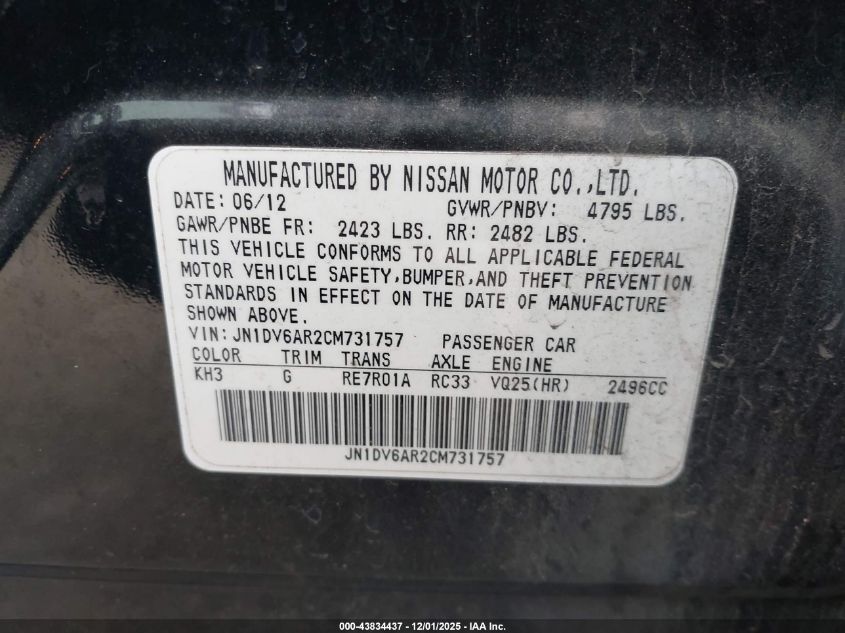 MANUFACTURED BY NISSAN MOTOR CO.,LTD.
DATE: 06/12 GVWR/PNBV: 4795 LBS.
GAWR/PNBE FR: 2423 LBS. RR: 2482 LBS.
THIS VEHICLE CONFORMS TO ALL APPLICABLE FEDERAL
MOTOR VEHICLE SAFETY,BUMPER,AND THEFT PREVENTION
STANDARDS IN EFFECT ON THE DATE OF MANUFACTURE
SHOWN ABOVE.
VIN: JN1DV6AR2CM731757 PASSENGER CAR
COLOR TRIM TRANS AXLE ENGINE
KH3 G RE7R01A RC33 VQ25(HR) 2496CC
JN1DV6AR2CM731757
000-43834437 - 12/01/2025 - IAA Inc.